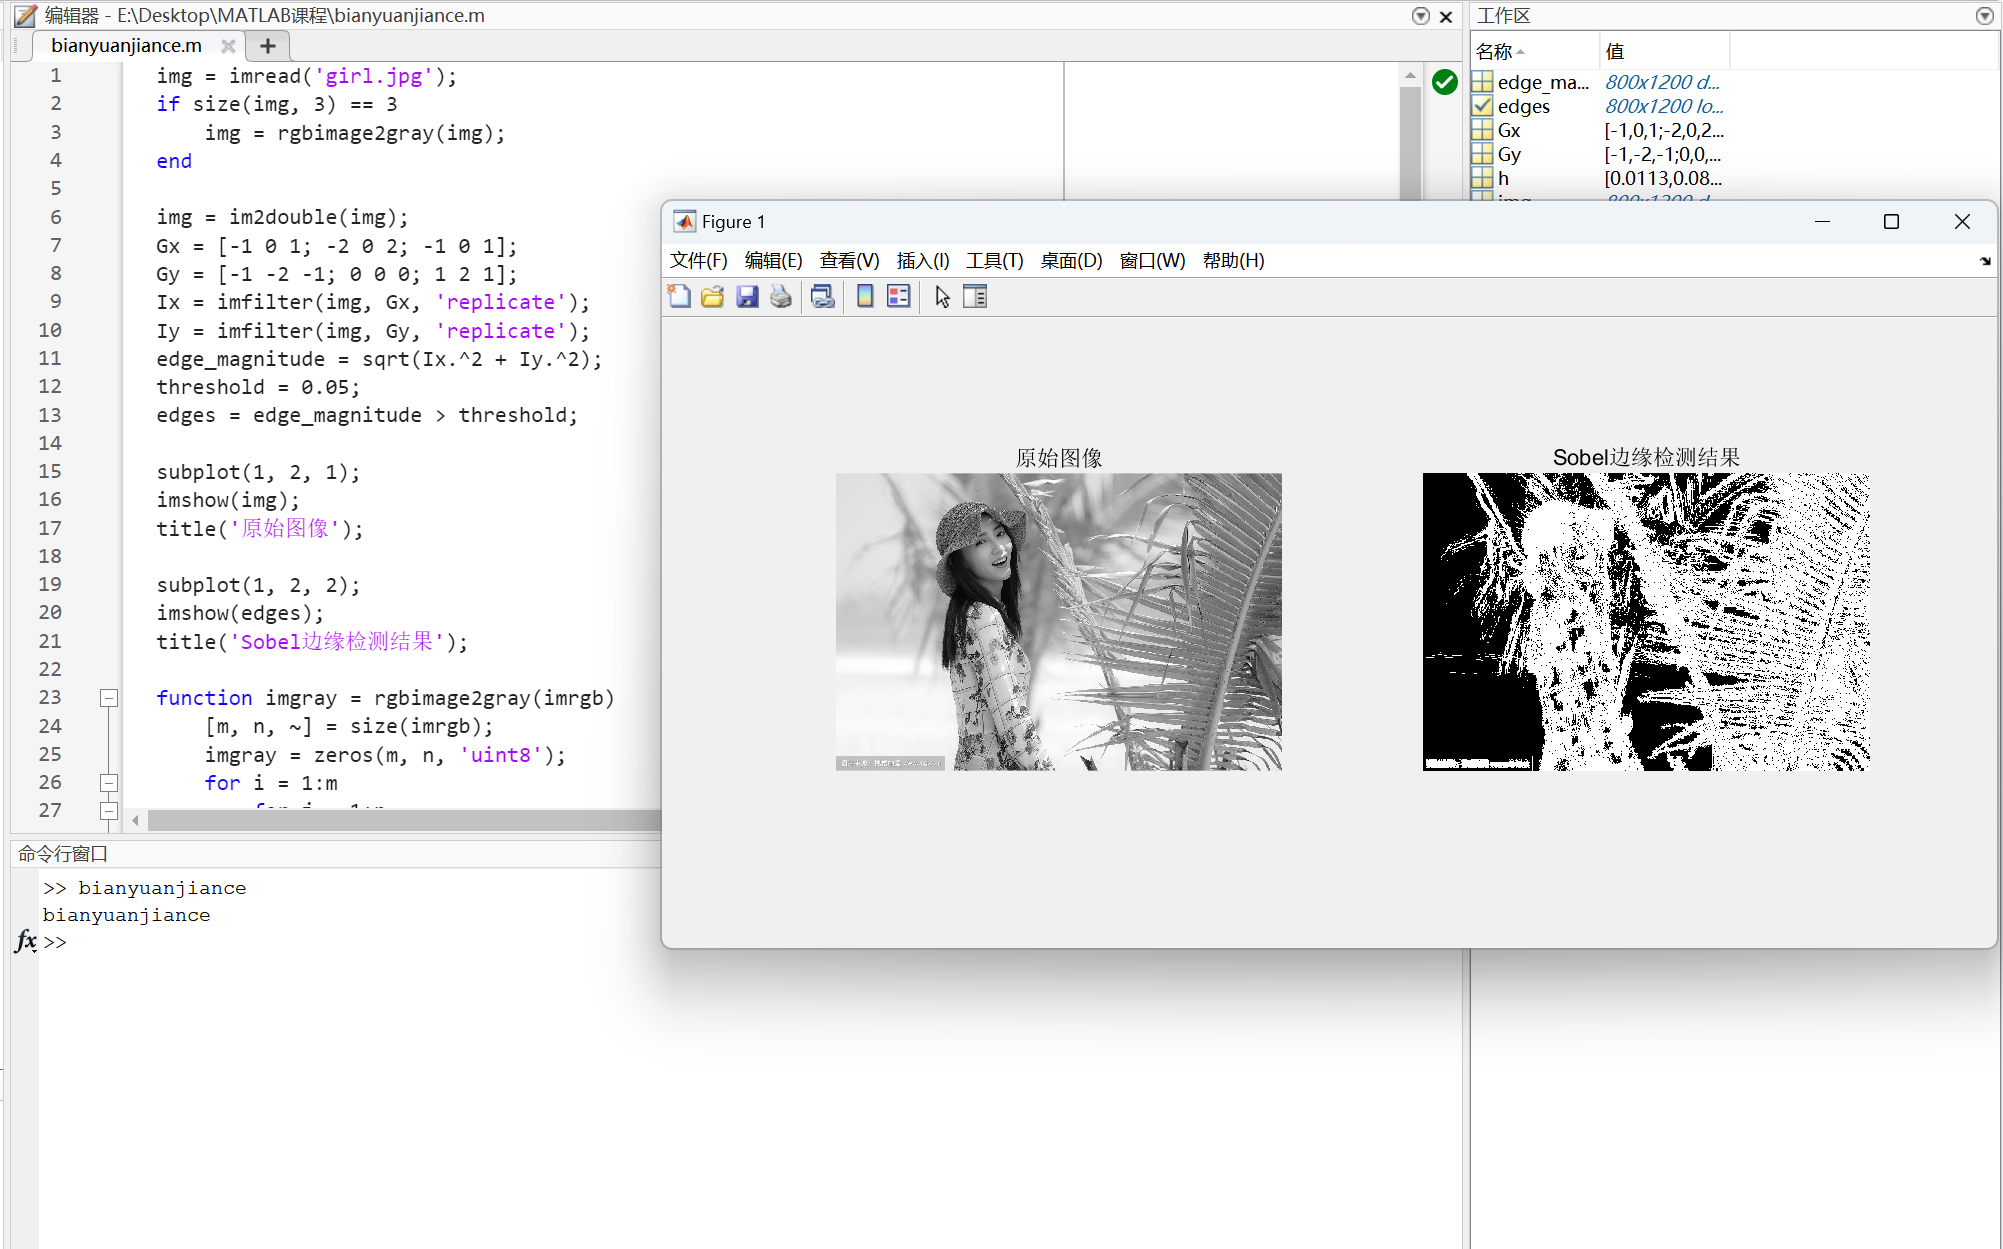 编辑器 - E:\Desktop\MATLAB课程\bianyuanjiance.m
bianyuanjiance.m
1 img = imread('girl.jpg');
2 if size(img, 3) == 3
3 img = rgbimage2gray(img);
4 end
5
6 img = im2double(img);
7 Gx = [-1 0 1; -2 0 2; -1 0 1];
8 Gy = [-1 -2 -1; 0 0 0; 1 2 1];
9 Ix = imfilter(img, Gx, 'replicate');
10 Iy = imfilter(img, Gy, 'replicate');
11 edge_magnitude = sqrt(Ix.^2 + Iy.^2);
12 threshold = 0.05;
13 edges = edge_magnitude > threshold;
14
15 subplot(1, 2, 1);
16 imshow(img);
17 title('原始图像');
18
19 subplot(1, 2, 2);
20 imshow(edges);
21 title('Sobel边缘检测结果');
22
23 function imgray = rgbimage2gray(imrgb)
24 [m, n, ~] = size(imrgb);
25 imgray = zeros(m, n, 'uint8');
26 for i = 1:m
27
命令行窗口
>> bianyuanjiance
bianyuanjiance
fx >>
工作区
名称 值
edge_ma... 800x1200 d...
edges 800x1200 lo...
Gx [-1,0,1;-2,0,2...
Gy [-1,-2,-1;0,0,...
h [0.0113,0.08...
Figure 1
文件(F) 编辑(E) 查看(V) 插入(I) 工具(T) 桌面(D) 窗口(W) 帮助(H)
原始图像
Sobel边缘检测结果